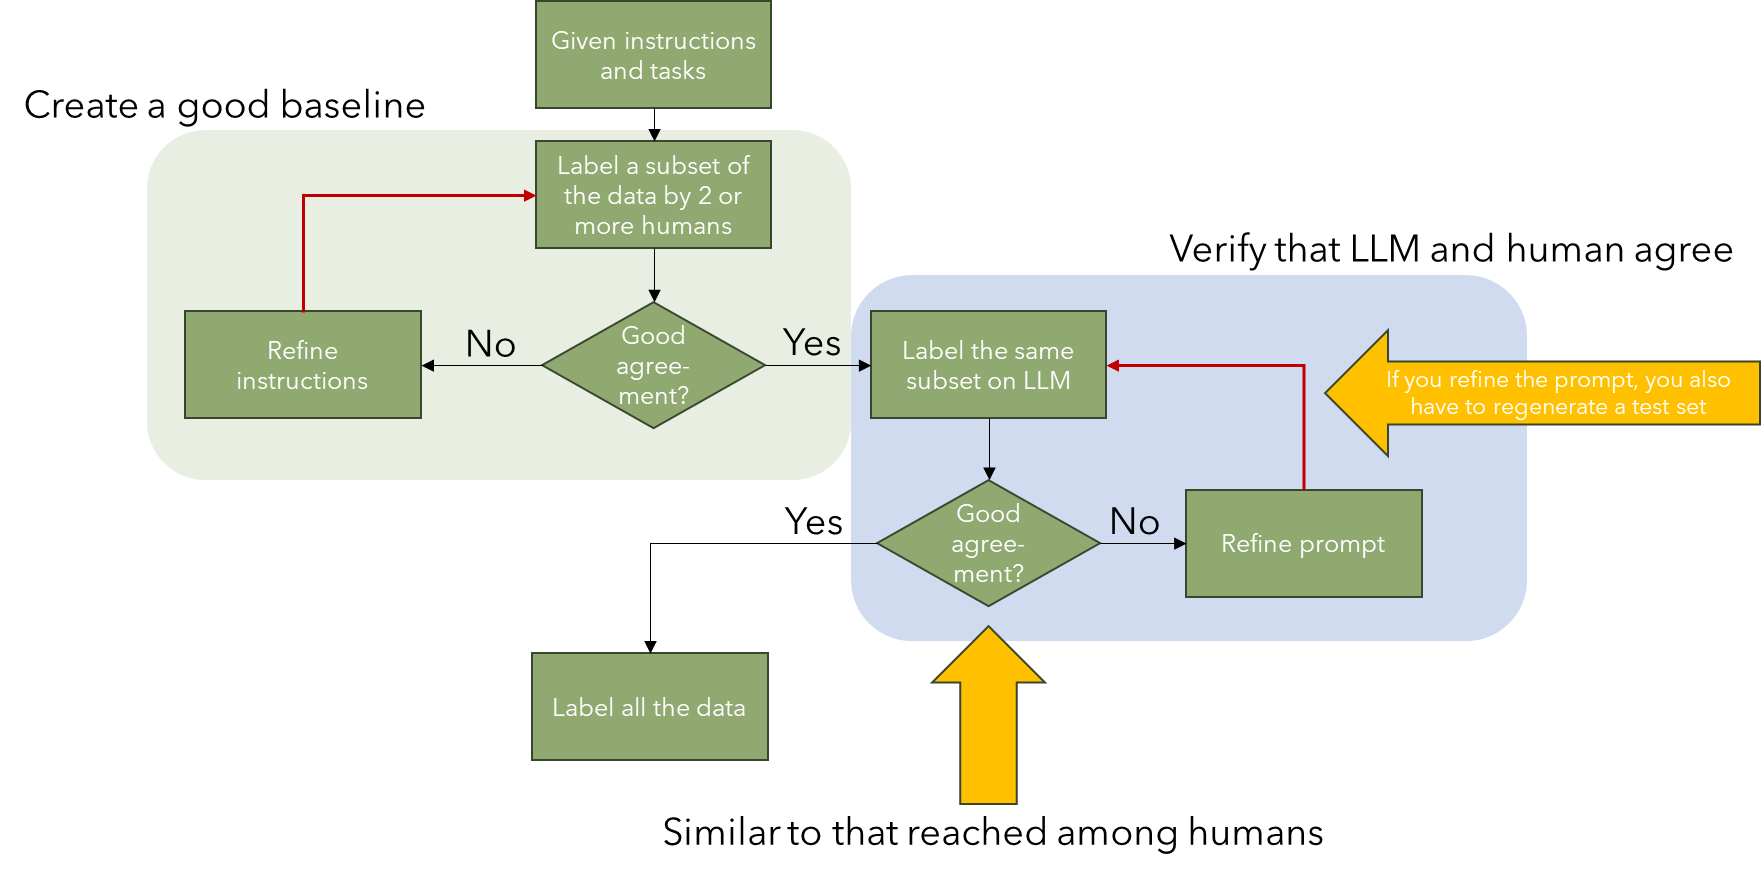 Given instructions
and tasks
Create a good baseline
Label a subset of
the data by 2 or
more humans
Verify that LLM and human agree
Refine
instructions
No
Good
agree-
ment?
Yes
Label the same
subset on LLM
If you refine the prompt, you also
have to regenerate a test set
Yes
Good
agree-
ment?
No
Refine prompt
Label all the data
Similar to that reached among humans